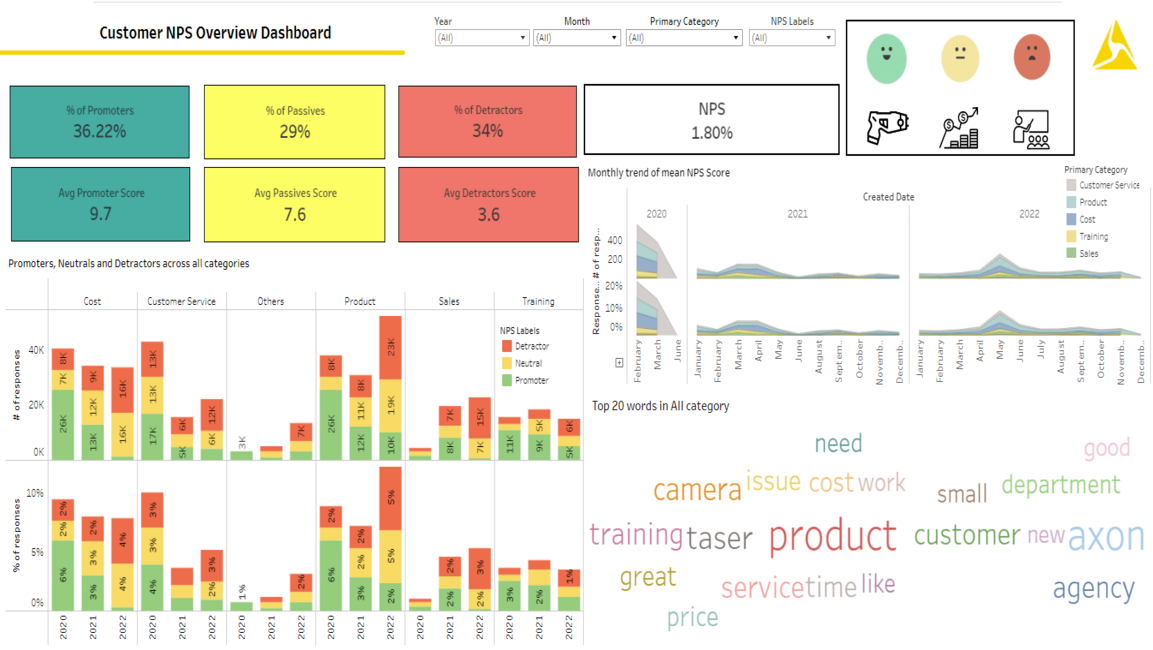 Customer NPS Overview Dashboard
Year Month Primary Category NPS Labels
(All) (All) (All) (All)
% of Promoters
36.22%
% of Passives
29%
% of Detractors
34%
NPS
1.80%
Avg Promoter Score
9.7
Avg Passives Score
7.6
Avg Detractors Score
3.6
Monthly trend of mean NPS Score
Primary Category
Customer Service
Product
Cost
Training
Sales
Created Date
2020 2021 2022
# of resp...
400
200
Response...
20%
10%
0%
February March June January February March April May June August Septem.. October Novemb.. Decemb.. January February March April May June July August Septem.. October Novemb.. Decemb..
Promoters, Neutrals and Detractors across all categories
Cost Customer Service Others Product Sales Training
NPS Labels
Detractor
Neutral
Promoter
# of responses
40K
20K
0K
8K 7K 26K 9K 12K 13K 16K 16K
13K 13K 17K 6K 5K 12K 6K
3K 7K
8K 26K 8K 11K 12K 23K 19K 10K
7K 8K 15K 7K
11K 5K 9K 6K 5K
% of responses
10%
5%
0%
2% 2% 6% 2% 3% 3% 4% 4%
3% 3% 4% 3% 2%
1% 2%
2% 6% 2% 2% 3% 5% 5% 2%
2% 2% 3% 2%
3% 2% 1%
2020 2021 2022 2020 2021 2022 2020 2021 2022 2020 2021 2022 2020 2021 2022 2020 2021 2022
Top 20 words in All category
need good
camera issue cost work small department
training taser product customer new axon
great service time like agency
price